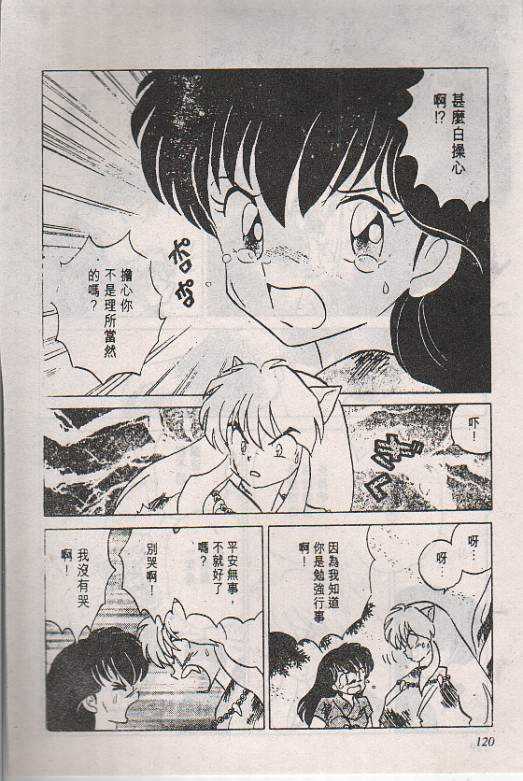 甚麼白操心
啊!?
擔心你
不是理所當然
的嗎?
吓!
呀…
呀…
因為我知道
你是勉強行事
啊!
平安無事,
不就好了
嗎?
別哭啊!
我沒有哭
啊!
120